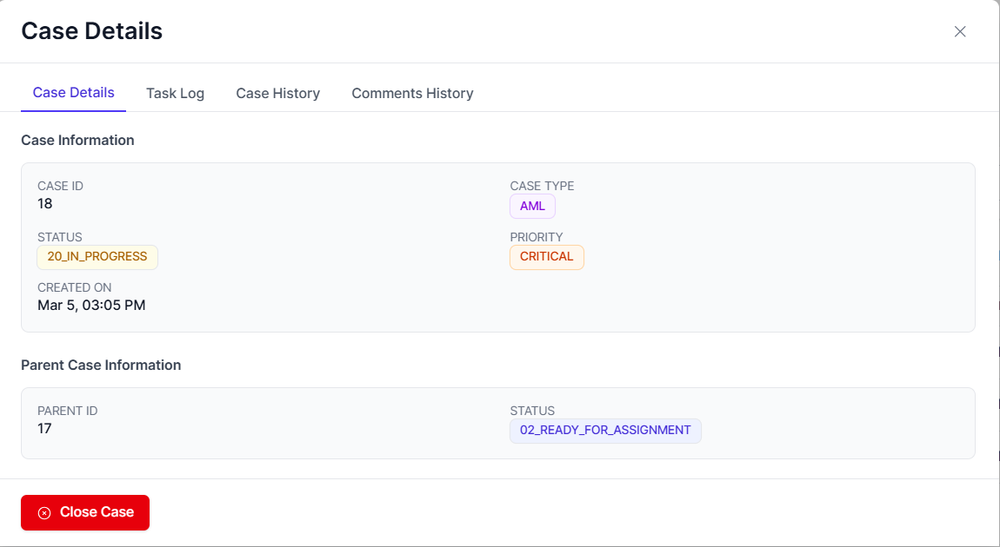 Case Details
Case Details Task Log Case History Comments History
Case Information
CASE ID CASE TYPE
18 AML
STATUS PRIORITY
20_IN_PROGRESS CRITICAL
CREATED ON
Mar 5, 03:05 PM
Parent Case Information
PARENT ID STATUS
17 02_READY_FOR_ASSIGNMENT
Close Case